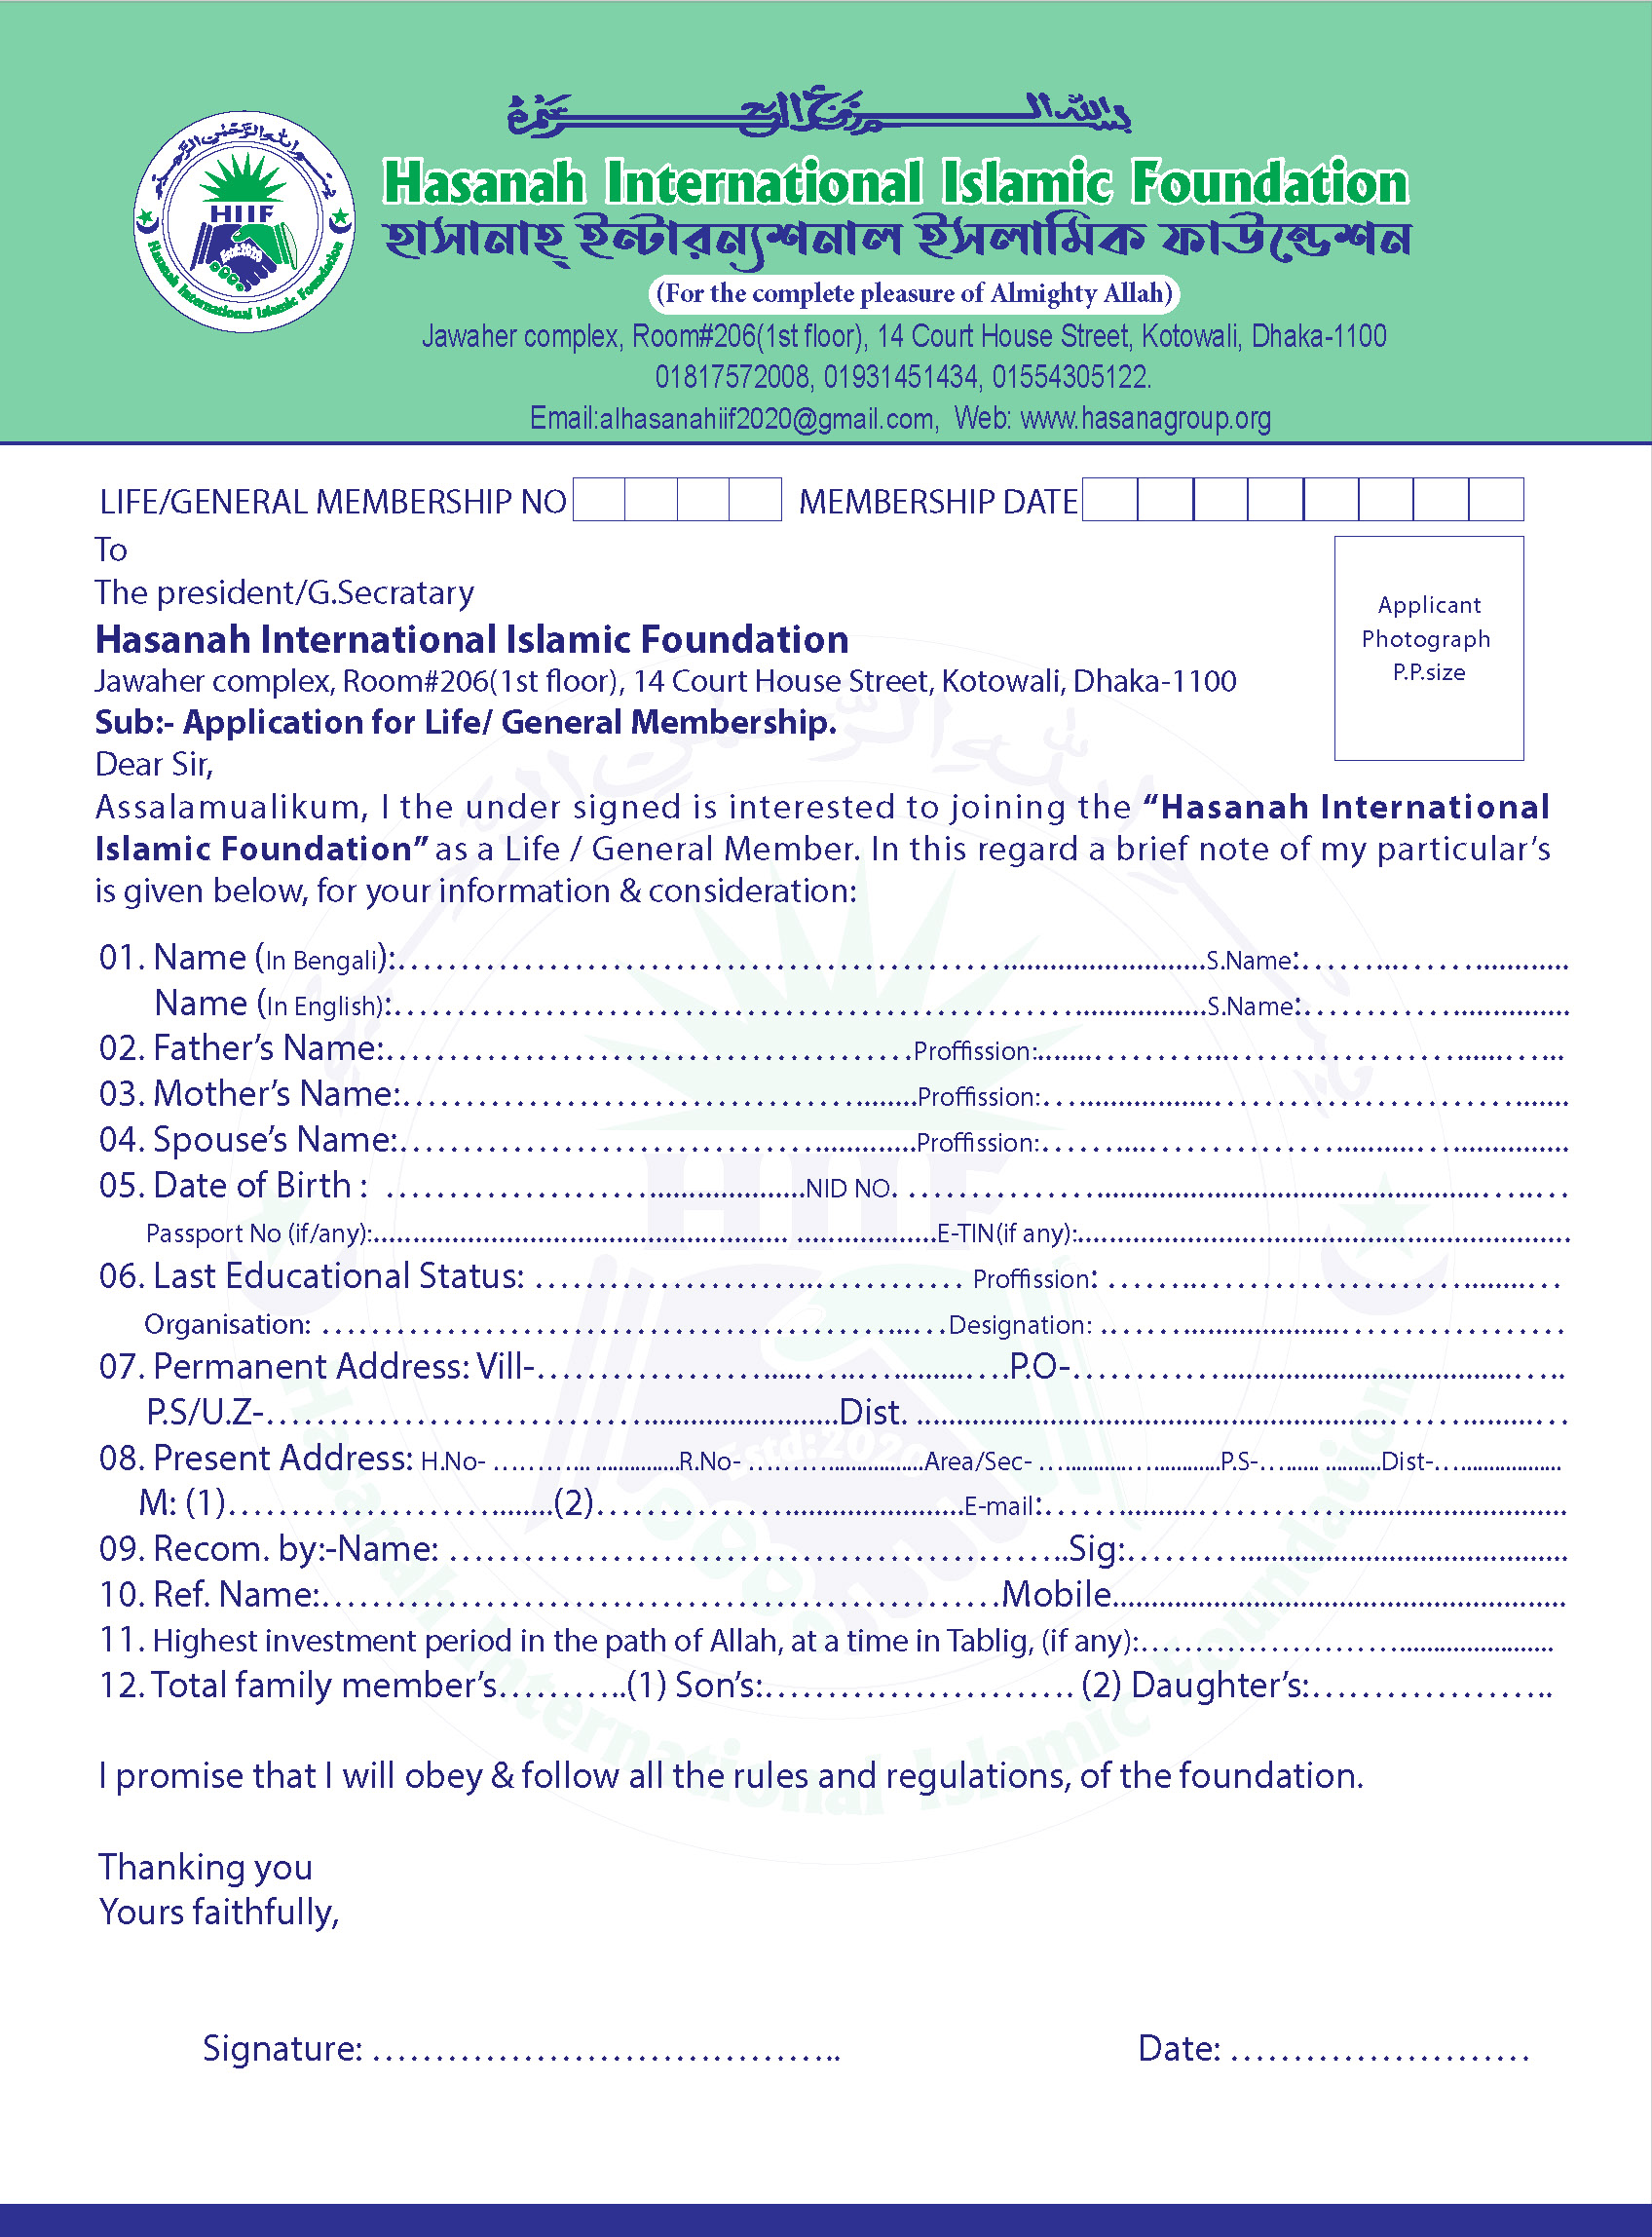 بسم الله الرحمن الرحيم
HIIF
Estd:2020
Hasanah International Islamic Foundation
Hasanah International Islamic Foundation
হাসানাহ্ ইন্টারন্যাশনাল ইসলামিক ফাউন্ডেশন
(For the complete pleasure of Almighty Allah)
Jawaher complex, Room#206(1st floor), 14 Court House Street, Kotowali, Dhaka-1100
01817572008, 01931451434, 01554305122.
Email:alhasanahiif2020@gmail.com, Web: www.hasanagroup.org
LIFE/GENERAL MEMBERSHIP NO MEMBERSHIP DATE
To
The president/G.Secratary
Hasanah International Islamic Foundation
Jawaher complex, Room#206(1st floor), 14 Court House Street, Kotowali, Dhaka-1100
Applicant
Photograph
P.P.size
Sub:- Application for Life/ General Membership.
Dear Sir,
Assalamualikum, I the under signed is interested to joining the “Hasanah International
Islamic Foundation” as a Life / General Member. In this regard a brief note of my particular’s
is given below, for your information & consideration:
01. Name (In Bengali):........................S.Name:............
Name (In English):........................S.Name:............
02. Father’s Name:........................Proffission:............
03. Mother’s Name:........................Proffission:............
04. Spouse’s Name:........................Proffission:............
05. Date of Birth : ........................NID NO. ............
Passport No (if/any):........................E-TIN(if any):............
06. Last Educational Status: ........................ Proffission: ............
Organisation: ........................Designation: ............
07. Permanent Address: Vill-........................P.O-............
P.S/U.Z-........................Dist. ............
08. Present Address: H.No- ............R.No- ............Area/Sec- ............P.S-............Dist-............
M: (1)............(2)............E-mail:............
09. Recom. by:-Name: ........................Sig:............
10. Ref. Name:........................Mobile............
11. Highest investment period in the path of Allah, at a time in Tablig, (if any):............
12. Total family member’s............(1) Son’s:............ (2) Daughter’s:............
I promise that I will obey & follow all the rules and regulations, of the foundation.
Thanking you
Yours faithfully,
Signature: ............ Date: ............